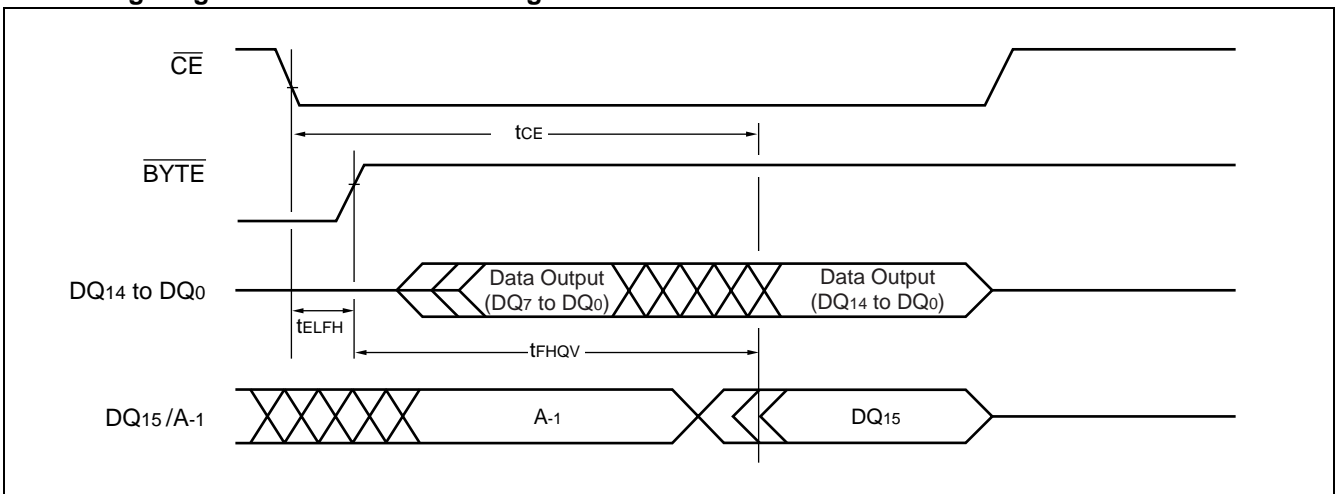 CE
tCE
BYTE
Data Output
(DQ7 to DQ0)
Data Output
(DQ14 to DQ0)
DQ14 to DQ0
tELFH
tFHQV
DQ15 /A-1
A-1
DQ15